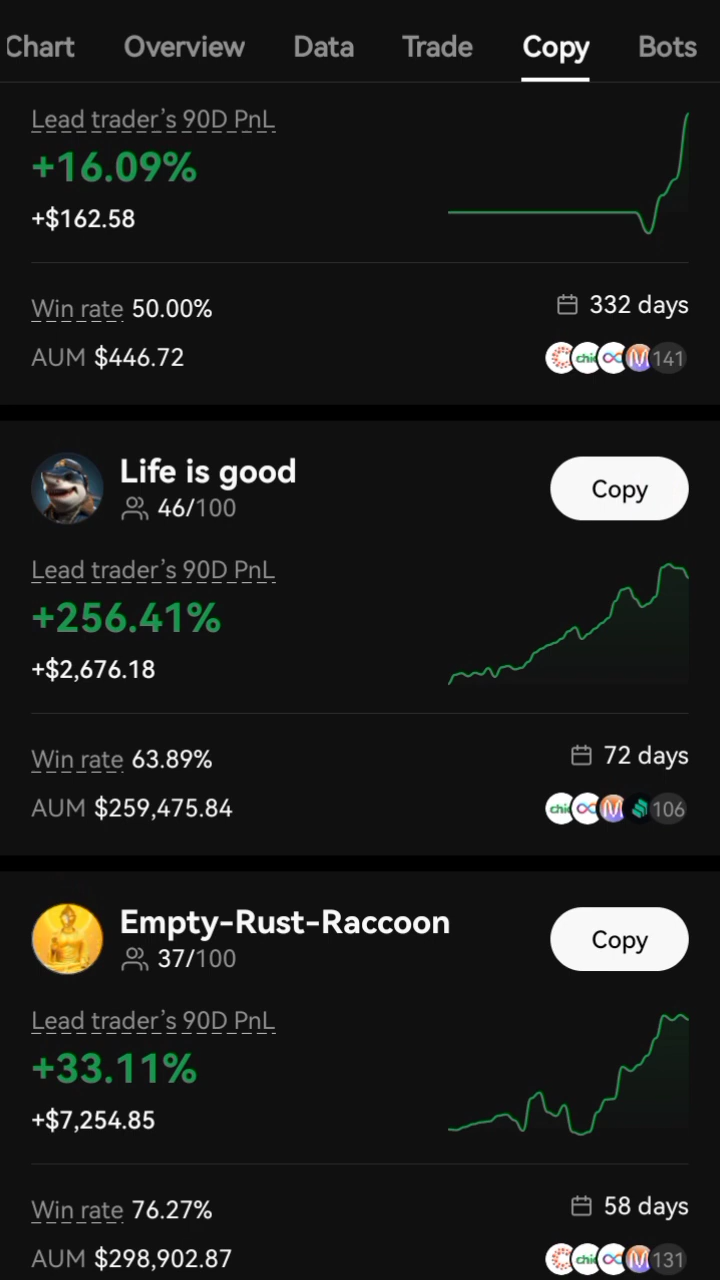 Chart Overview Data Trade Copy Bots
Lead trader’s 90D PnL
+16.09%
+$162.58
Win rate 50.00% 332 days
AUM $446.72 chic 141
Life is good Copy
46/100
Lead trader’s 90D PnL
+256.41%
+$2,676.18
Win rate 63.89% 72 days
AUM $259,475.84 chic 106
Empty-Rust-Raccoon Copy
37/100
Lead trader’s 90D PnL
+33.11%
+$7,254.85
Win rate 76.27% 58 days
AUM $298,902.87 chic 131